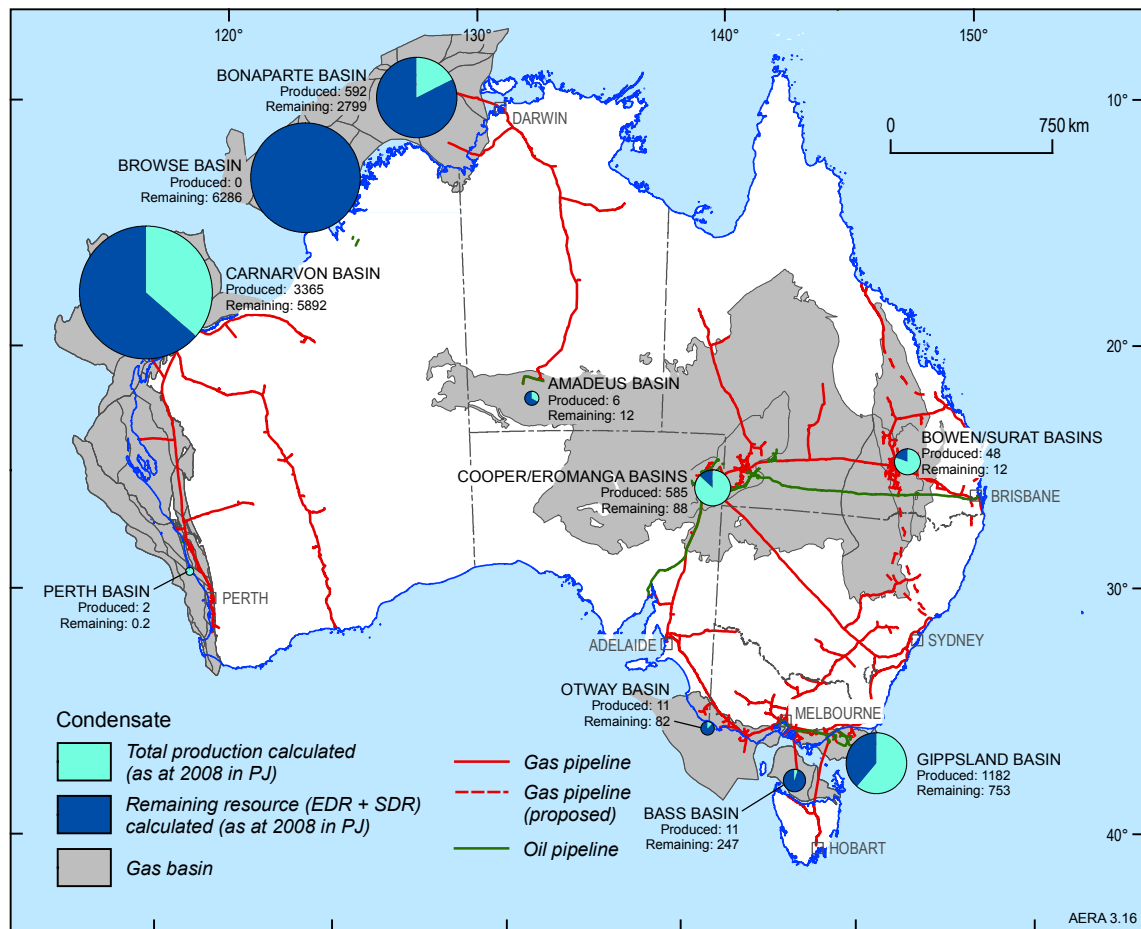 120°
130°
140°
150°
BONAPARTE BASIN
Produced: 592
Remaining: 2799
DARWIN
10°
0
750 km
BROWSE BASIN
Produced: 0
Remaining: 6286
CARNARVON BASIN
Produced: 3365
Remaining: 5892
20°
AMADEUS BASIN
Produced: 6
Remaining: 12
BOWEN/SURAT BASINS
Produced: 48
Remaining: 12
COOPER/EROMANGA BASINS
Produced: 585
Remaining: 88
BRISBANE
PERTH BASIN
Produced: 2
Remaining: 0.2
PERTH
30°
ADELAIDE
SYDNEY
OTWAY BASIN
Produced: 11
Remaining: 82
MELBOURNE
GIPPSLAND BASIN
Produced: 1182
Remaining: 753
BASS BASIN
Produced: 11
Remaining: 247
HOBART
40°
Condensate
Total production calculated
(as at 2008 in PJ)
Remaining resource (EDR + SDR)
calculated (as at 2008 in PJ)
Gas basin
Gas pipeline
Gas pipeline
(proposed)
Oil pipeline
AERA 3.16